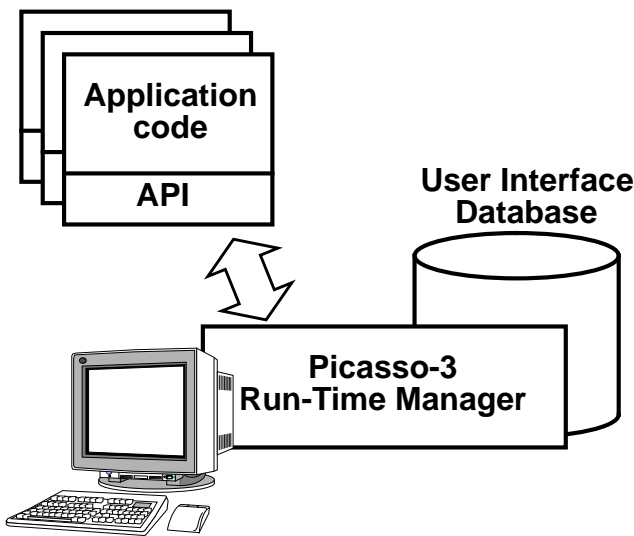 Application
code
API
User Interface
Database
Picasso-3
Run-Time Manager